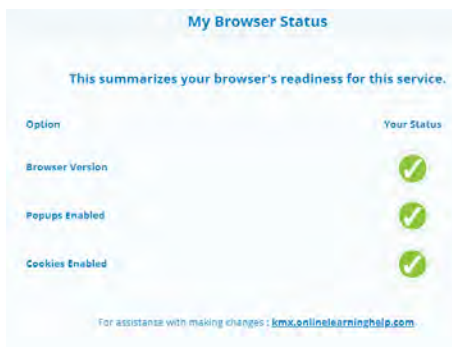 My Browser Status
This summarizes your browser's readiness for this service.
Option Your Status
Browser Version
Popups Enabled
Cookies Enabled
For assistance with making changes : kmx.onlinelearninghelp.com